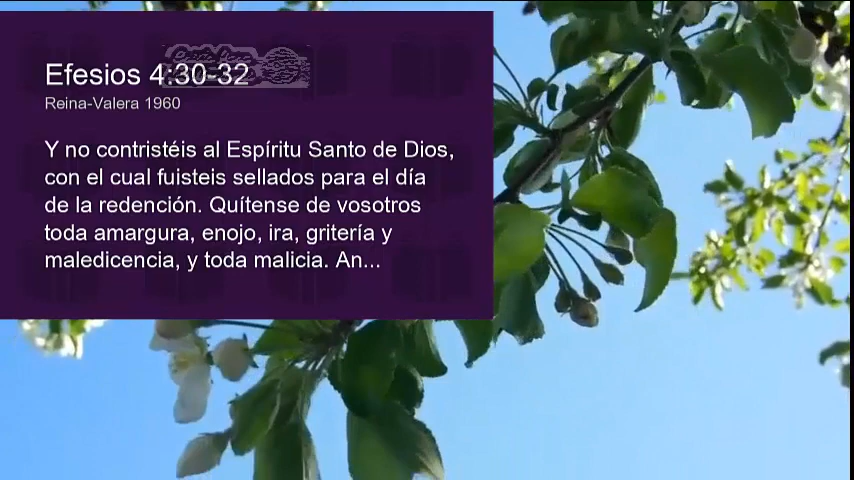 Efesios 4:30-32
Reina-Valera 1960
Y no contristéis al Espíritu Santo de Dios,
con el cual fuisteis sellados para el día
de la redención. Quítense de vosotros
toda amargura, enojo, ira, gritería y
maledicencia, y toda malicia. An...